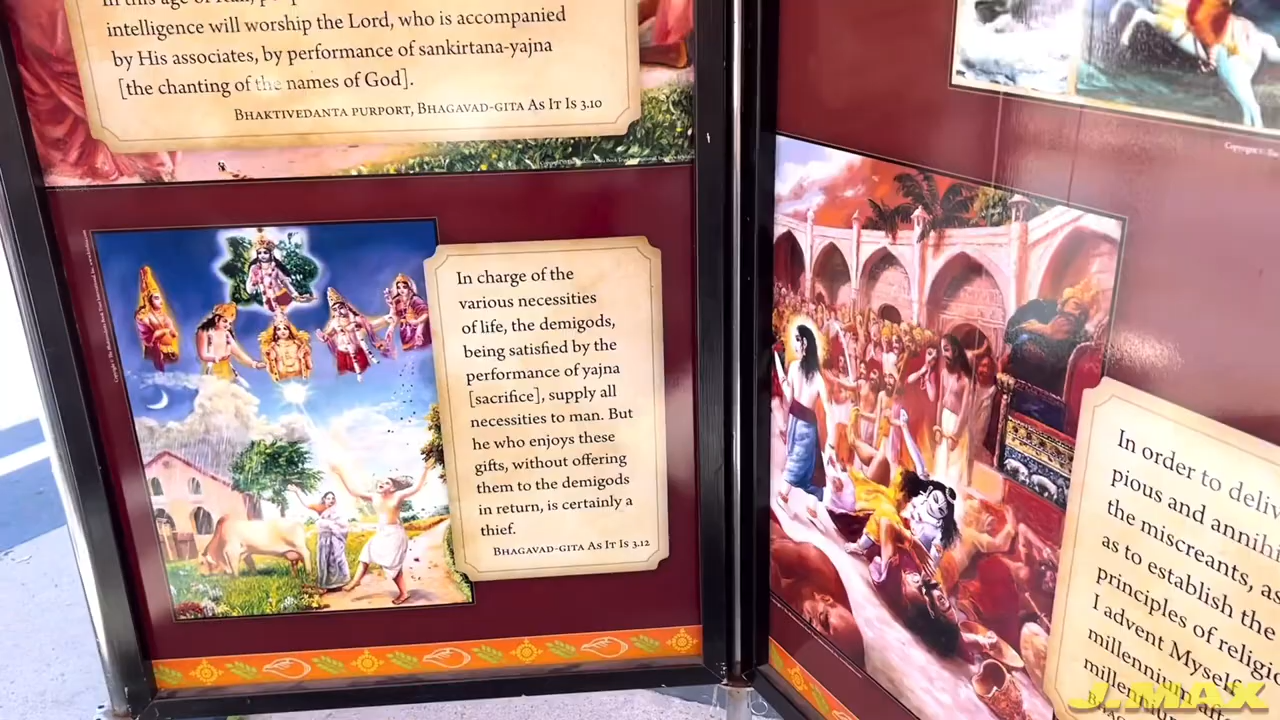 intelligence will worship the Lord, who is accompanied
by His associates, by performance of sankirtana-yajna
[the chanting of the names of God].
Bhaktivedanta purport, Bhagavad-gita As It Is 3.10
In charge of the
various necessities
of life, the demigods,
being satisfied by the
performance of yajna
[sacrifice], supply all
necessities to man. But
he who enjoys these
gifts, without offering
them to the demigods
in return, is certainly a
thief.
Bhagavad-gita As It Is 3.12
In order to
pious and
the miscreants,
as to establish the
principles of
I advent Myself
millennium
J.MAX